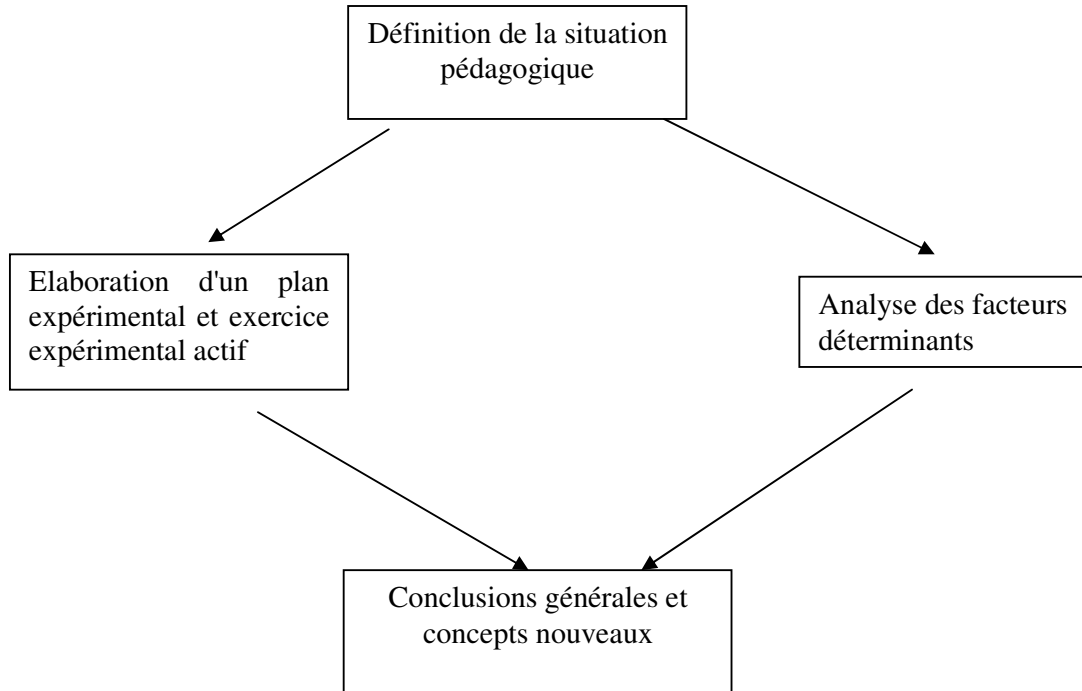 Définition de la situation
pédagogique
Elaboration d'un plan
expérimental et exercice
expérimental actif
Analyse des facteurs
déterminants
Conclusions générales et
concepts nouveaux